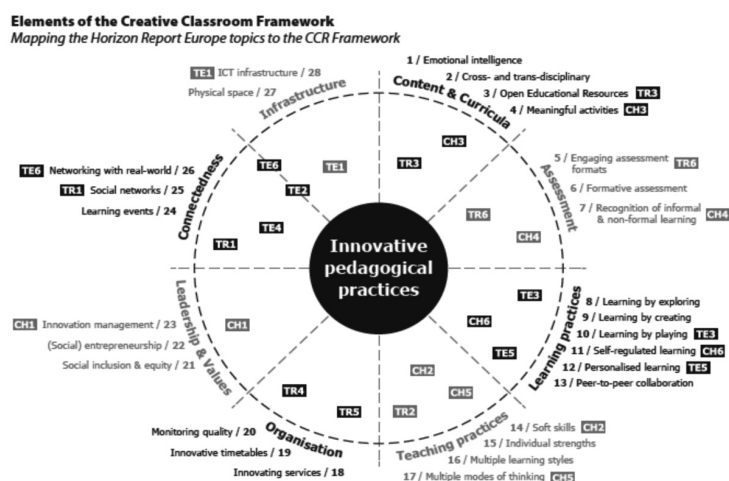 Elements of the Creative Classroom Framework
Mapping the Horizon Report Europe topics to the CCR Framework
TE1 ICT infrastructure / 28
Physical space / 27
Infrastructure
1 / Emotional intelligence
2 / Cross- and trans-disciplinary
3 / Open Educational Resources TR3
4 / Meaningful activities CH3
Content & Curricula
TE6 Networking with real-world / 26
TR1 Social networks / 25
Learning events / 24
Connectedness
TE6
TE1
TE2
TE4
TR1
TR3
CH3
5 / Engaging assessment
formats TR6
6 / Formative assessment
7 / Recognition of informal
& non-formal learning CH4
Assessment
TR6
CH4
Innovative
pedagogical
practices
CH1 Innovation management / 23
(Social) entrepreneurship / 22
Social inclusion & equity / 21
Leadership & Values
CH1
TE3
CH6
TE5
Learning practices
8 / Learning by exploring
9 / Learning by creating
10 / Learning by playing TE3
11 / Self-regulated learning CH6
12 / Personalised learning TE5
13 / Peer-to-peer collaboration
TR4
TR5
CH2
CH5
TR2
Monitoring quality / 20
Innovative timetables / 19
Innovating services / 18
Organisation
Teaching practices
14 / Soft skills CH2
15 / Individual strengths
16 / Multiple learning styles
17 / Multiple modes of thinking CH5